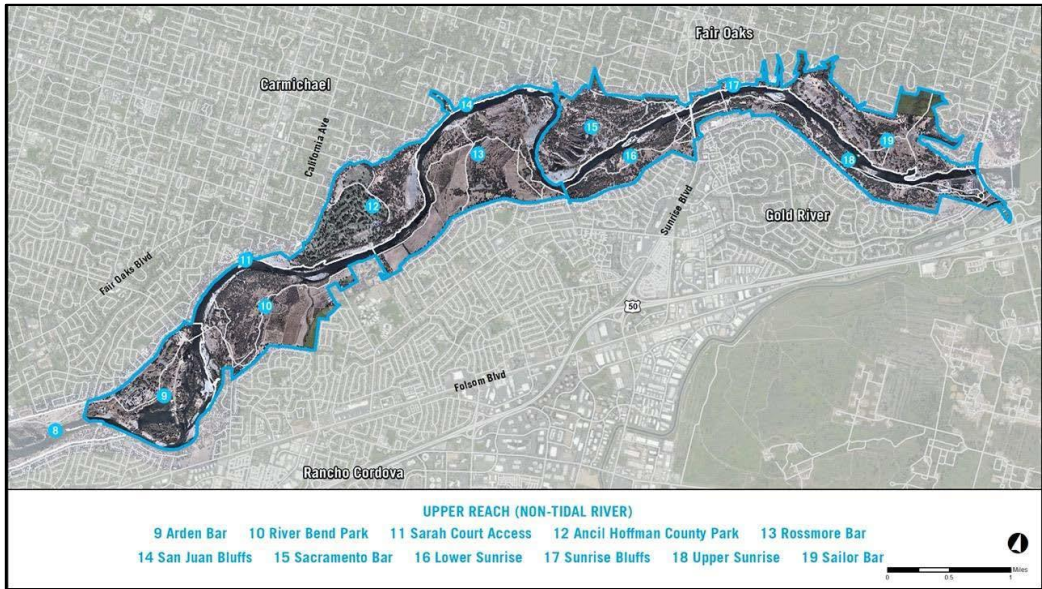 Fair Oaks
Carmichael
17
14
California Ave
15
13
16
19
18
12
Sunrise Blvd
Gold River
11
Fair Oaks Blvd
10
50
Folsom Blvd
9
8
Rancho Cordova
UPPER REACH (NON-TIDAL RIVER)
9 Arden Bar 10 River Bend Park 11 Sarah Court Access 12 Ancil Hoffman County Park 13 Rossmore Bar
14 San Juan Bluffs 15 Sacramento Bar 16 Lower Sunrise 17 Sunrise Bluffs 18 Upper Sunrise 19 Sailor Bar
Miles
0 0.5 1